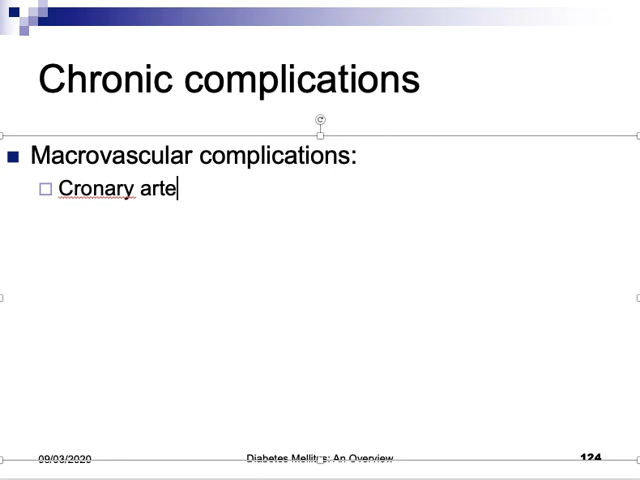 Chronic complications
Macrovascular complications:
Cronary arte
09/03/2020
Diabetes Mellitus: An Overview
124